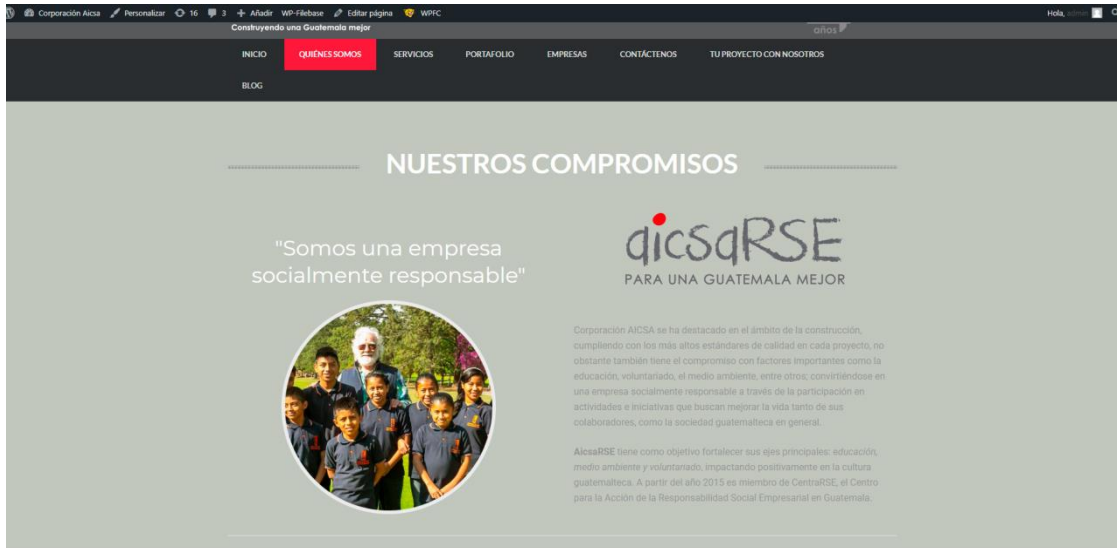 Corporación Aicsa Personalizar 16 3 Añadir WP-Filebase Editar página WPFC Hola, admin
Construyendo una Guatemala mejor
años
INICIO QUIÉNES SOMOS SERVICIOS PORTAFOLIO EMPRESAS CONTÁCTENOS TU PROYECTO CON NOSOTROS
BLOG
NUESTROS COMPROMISOS
"Somos una empresa
socialmente responsable"
aicsaRSE
PARA UNA GUATEMALA MEJOR
Corporación AICSA se ha destacado en el ámbito de la construcción,
cumpliendo con los más altos estándares de calidad en cada proyecto, no
obstante también tiene el compromiso con factores importantes como la
educación, voluntariado, el medio ambiente, entre otros; convirtiéndose en
una empresa socialmente responsable a través de la participación en
actividades e iniciativas que buscan mejorar la vida tanto de sus
colaboradores, como la sociedad guatemalteca en general.
AicsaRSE tiene como objetivo fortalecer sus ejes principales: educación,
medio ambiente y voluntariado, impactando positivamente en la cultura
guatemalteca. A partir del año 2015 es miembro de CentraRSE, el Centro
para la Acción de la Responsabilidad Social Empresarial en Guatemala.